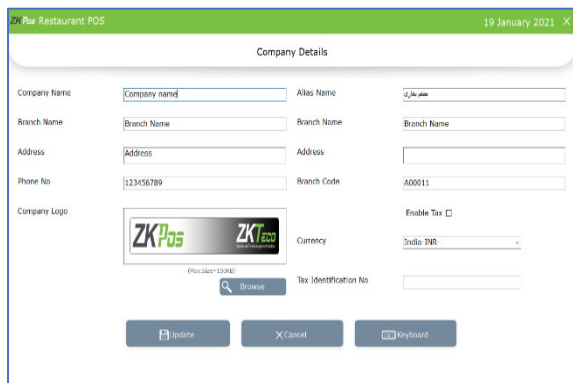 ZKPos Restaurant POS 19 January 2021 X
Company Details
Company Name Company name Alias Name
Branch Name Branch Name Branch Name Branch Name
Address Address Address
Phone No 123456789 Branch Code A00011
Company Logo Enable Tax
ZKPos ZKTeco
Currency India-INR
(Max.Size=150KB)
Browse Tax Identification No
Update Cancel Keyboard